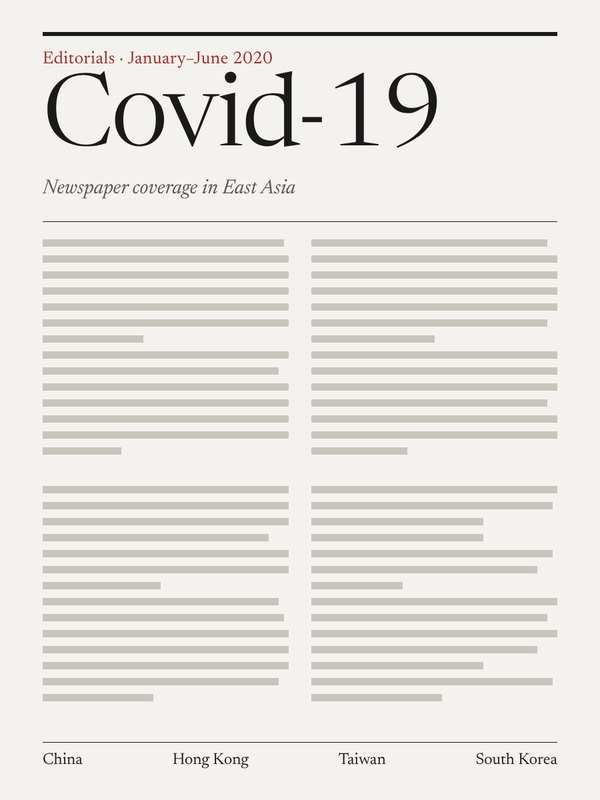 Editorials · January–June 2020
Covid-19
Newspaper coverage in East Asia
China Hong Kong Taiwan South Korea